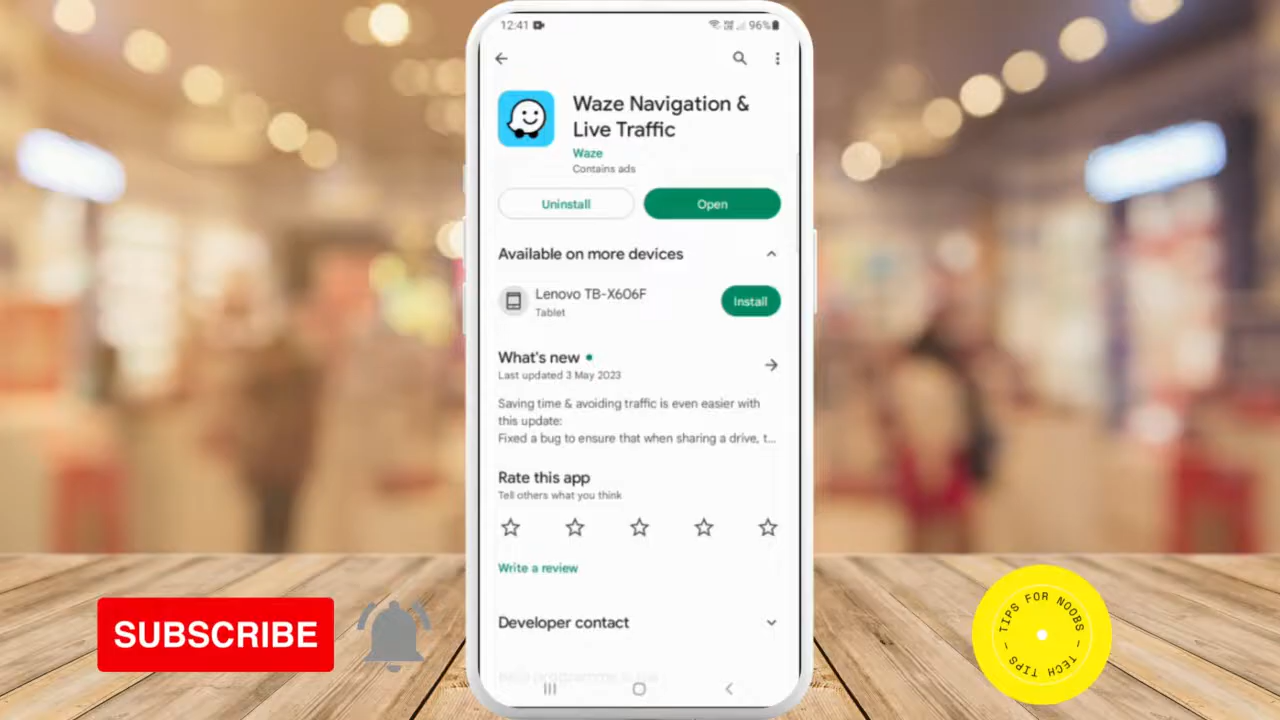 12:41
96%
Waze Navigation &
Live Traffic
Waze
Contains ads
Uninstall
Open
Available on more devices
Lenovo TB-X606F
Tablet
Install
What's new
Last updated 3 May 2023
Saving time & avoiding traffic is even easier with
this update:
Fixed a bug to ensure that when sharing a drive, t...
Rate this app
Tell others what you think
Write a review
Developer contact
SUBSCRIBE
TIPS FOR NOOBS
— TECH TIPS —